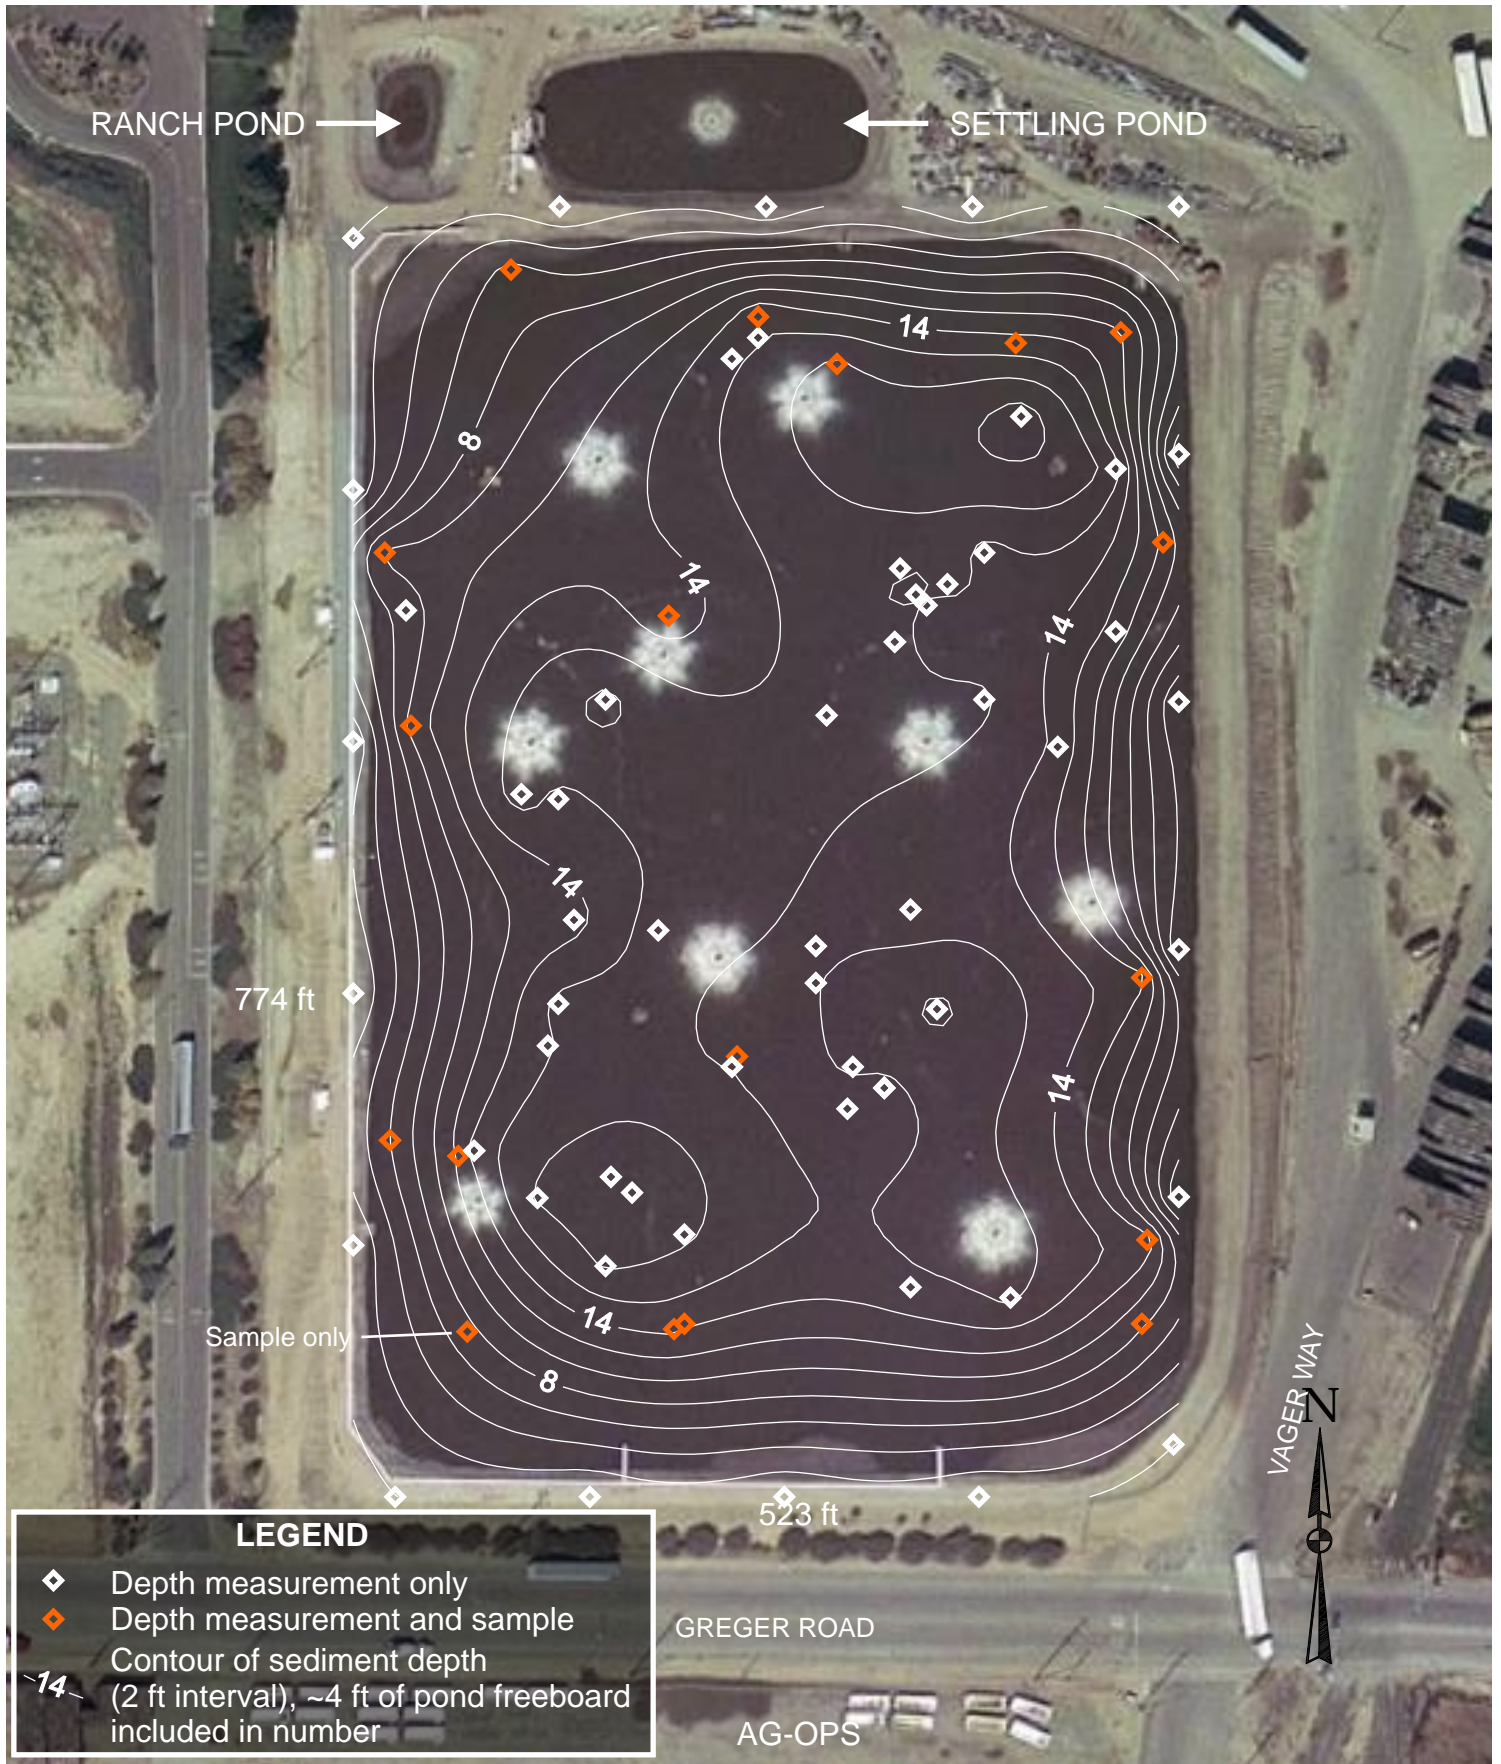 RANCH POND
SETTLING POND
14
8
14
14
14
774 ft
14
14
Sample only
8
VAGER WAY
N
523 ft
LEGEND
Depth measurement only
Depth measurement and sample
Contour of sediment depth
14
(2 ft interval), ~4 ft of pond freeboard
included in number
GREGER ROAD
AG-OPS